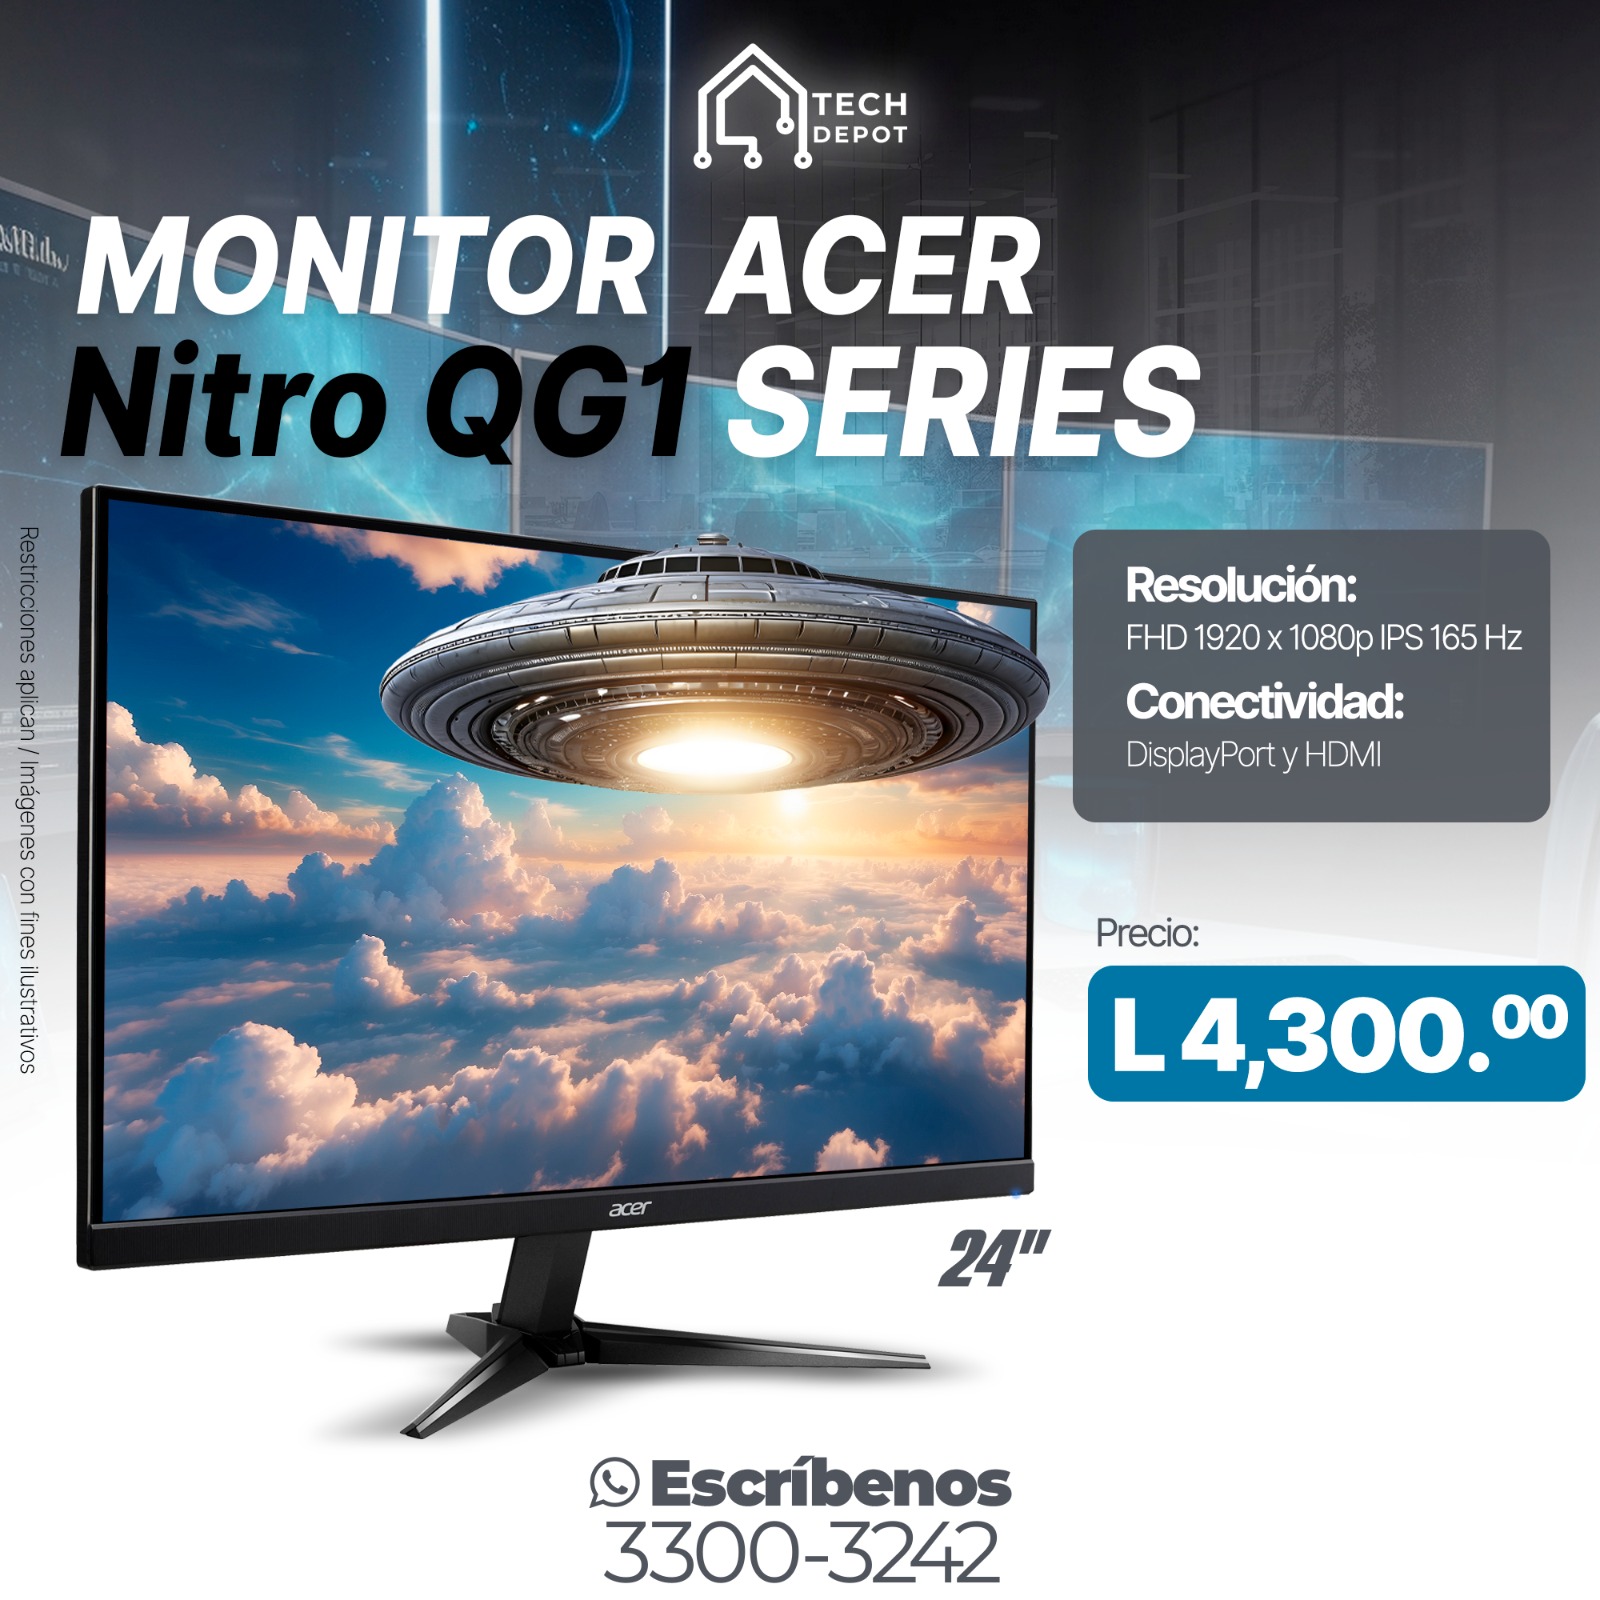 TECH
DEPOT
MONITOR ACER
Nitro QG1 SERIES
Restricciones aplican / Imágenes con fines ilustrativos
Resolución:
FHD 1920 x 1080p IPS 165 Hz
Conectividad:
DisplayPort y HDMI
Precio:
L 4,300.00
acer
24"
Escríbenos
3300-3242